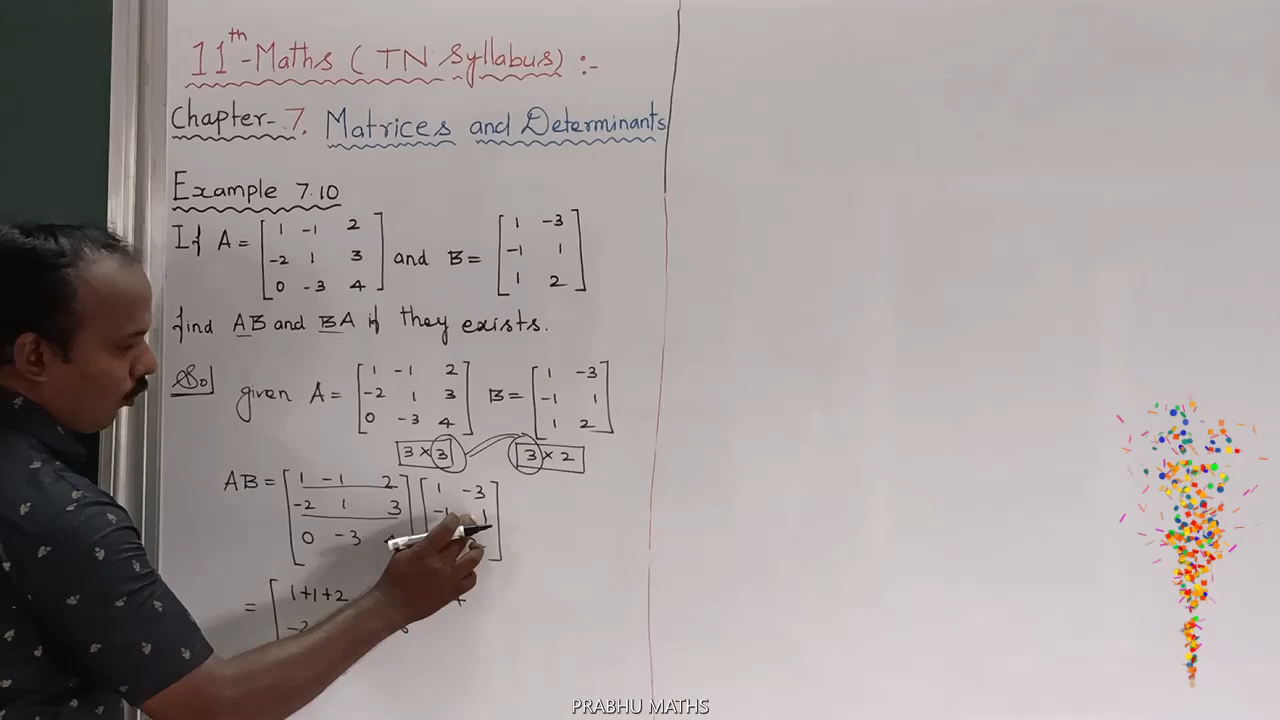 11th-Maths ( TN Syllabus) :-
Chapter-7. Matrices and Determinants
Example 7.10
If A = [ 1 -1 2
-2 1 3
0 -3 4 ] and B = [ 1 -3
-1 1
1 2 ]
find AB and BA if they exists.
given A = [ 1 -1 2
-2 1 3
0 -3 4 ] B = [ 1 -3
-1 1
1 2 ]
3 × 3 3 × 2
AB = [ 1 -1 2
-2 1 3
0 -3 ] [ 1 -3
-1 1 ]
= [ 1+1+2
-2
PRABHU MATHS